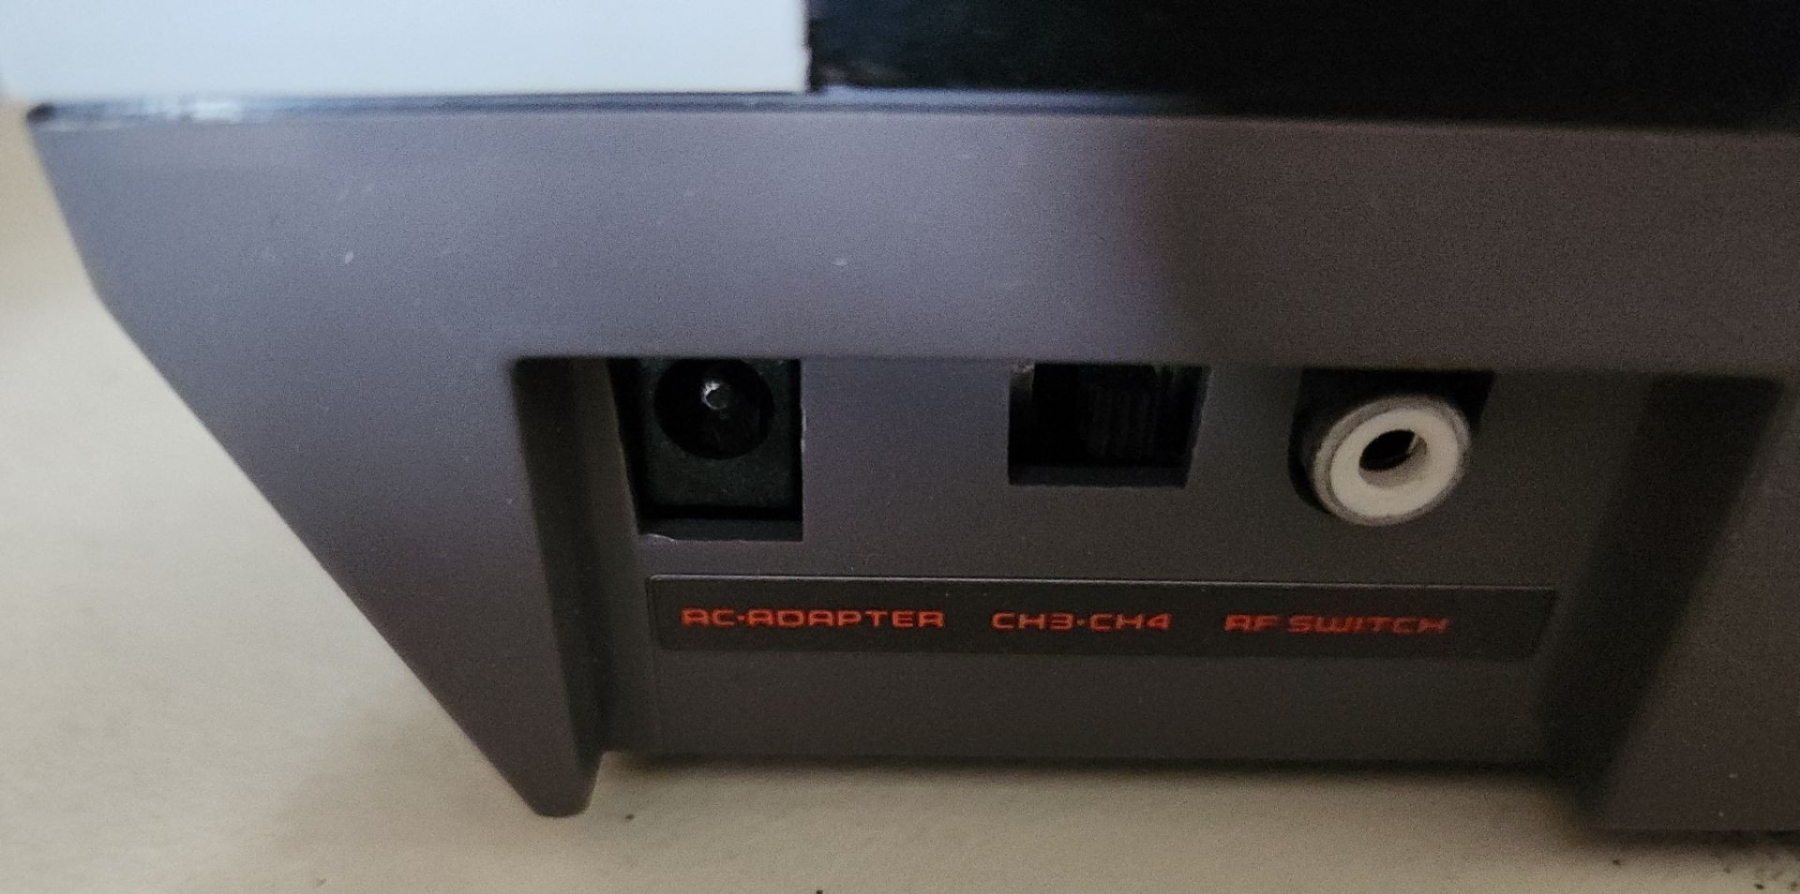 AC·ADAPTER CH3·CH4 RF SWITCH